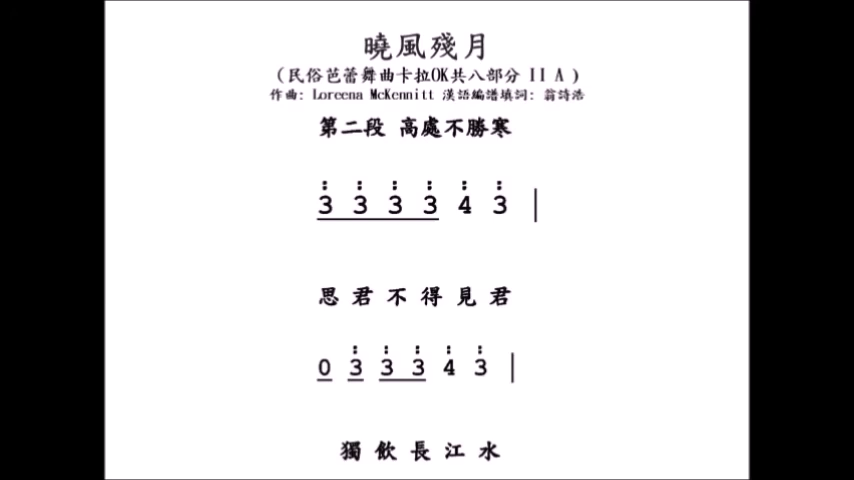 曉風殘月
(民俗芭蕾舞曲卡拉OK共八部分 II A )
作曲: Loreena McKennitt 漢語編譜填詞: 翁詩浩
第二段 高處不勝寒
3 3 3 3 4 3 |
思君不得見君
0 3 3 3 4 3 |
獨飲長江水